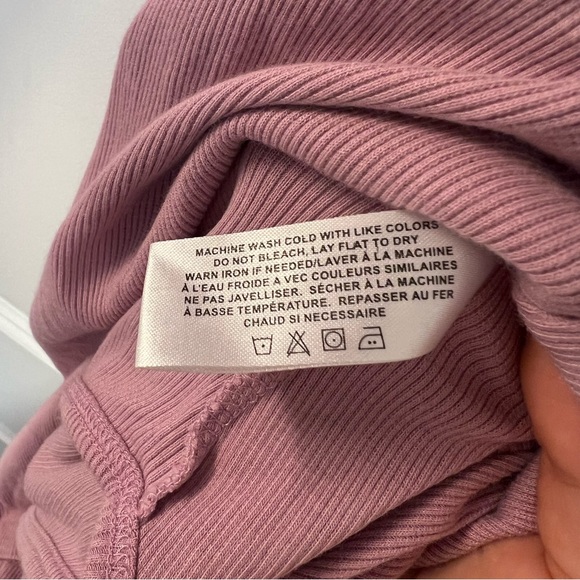 MACHINE WASH COLD WITH LIKE COLORS
DO NOT BLEACH, LAY FLAT TO DRY
WARN IRON IF NEEDED/LAVER À LA MACHINE
À L'EAU FROIDE A VEC COULEURS SIMILAIRES
NE PAS JAVELLISER. SÉCHER À LA MACHINE
À BASSE TEMPÉRATURE. REPASSER AU FER
CHAUD SI NECESSAIRE